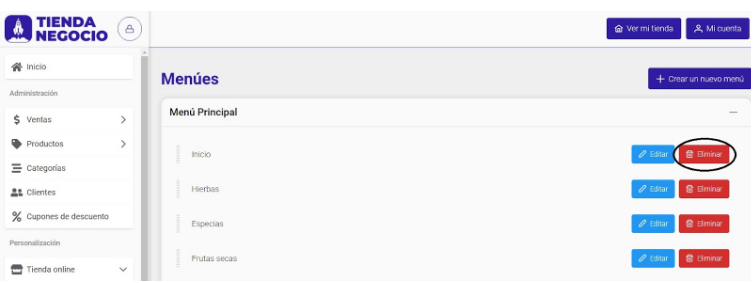 TIENDA
NEGOCIO
Ver mi tienda
Mi cuenta
Inicio
Administración
Ventas
Productos
Categorías
Clientes
Cupones de descuento
Personalización
Tienda online
Menúes
+ Crear un nuevo menú
Menú Principal
Inicio
Editar
Eliminar
Hierbas
Editar
Eliminar
Especias
Editar
Eliminar
Frutas secas
Editar
Eliminar